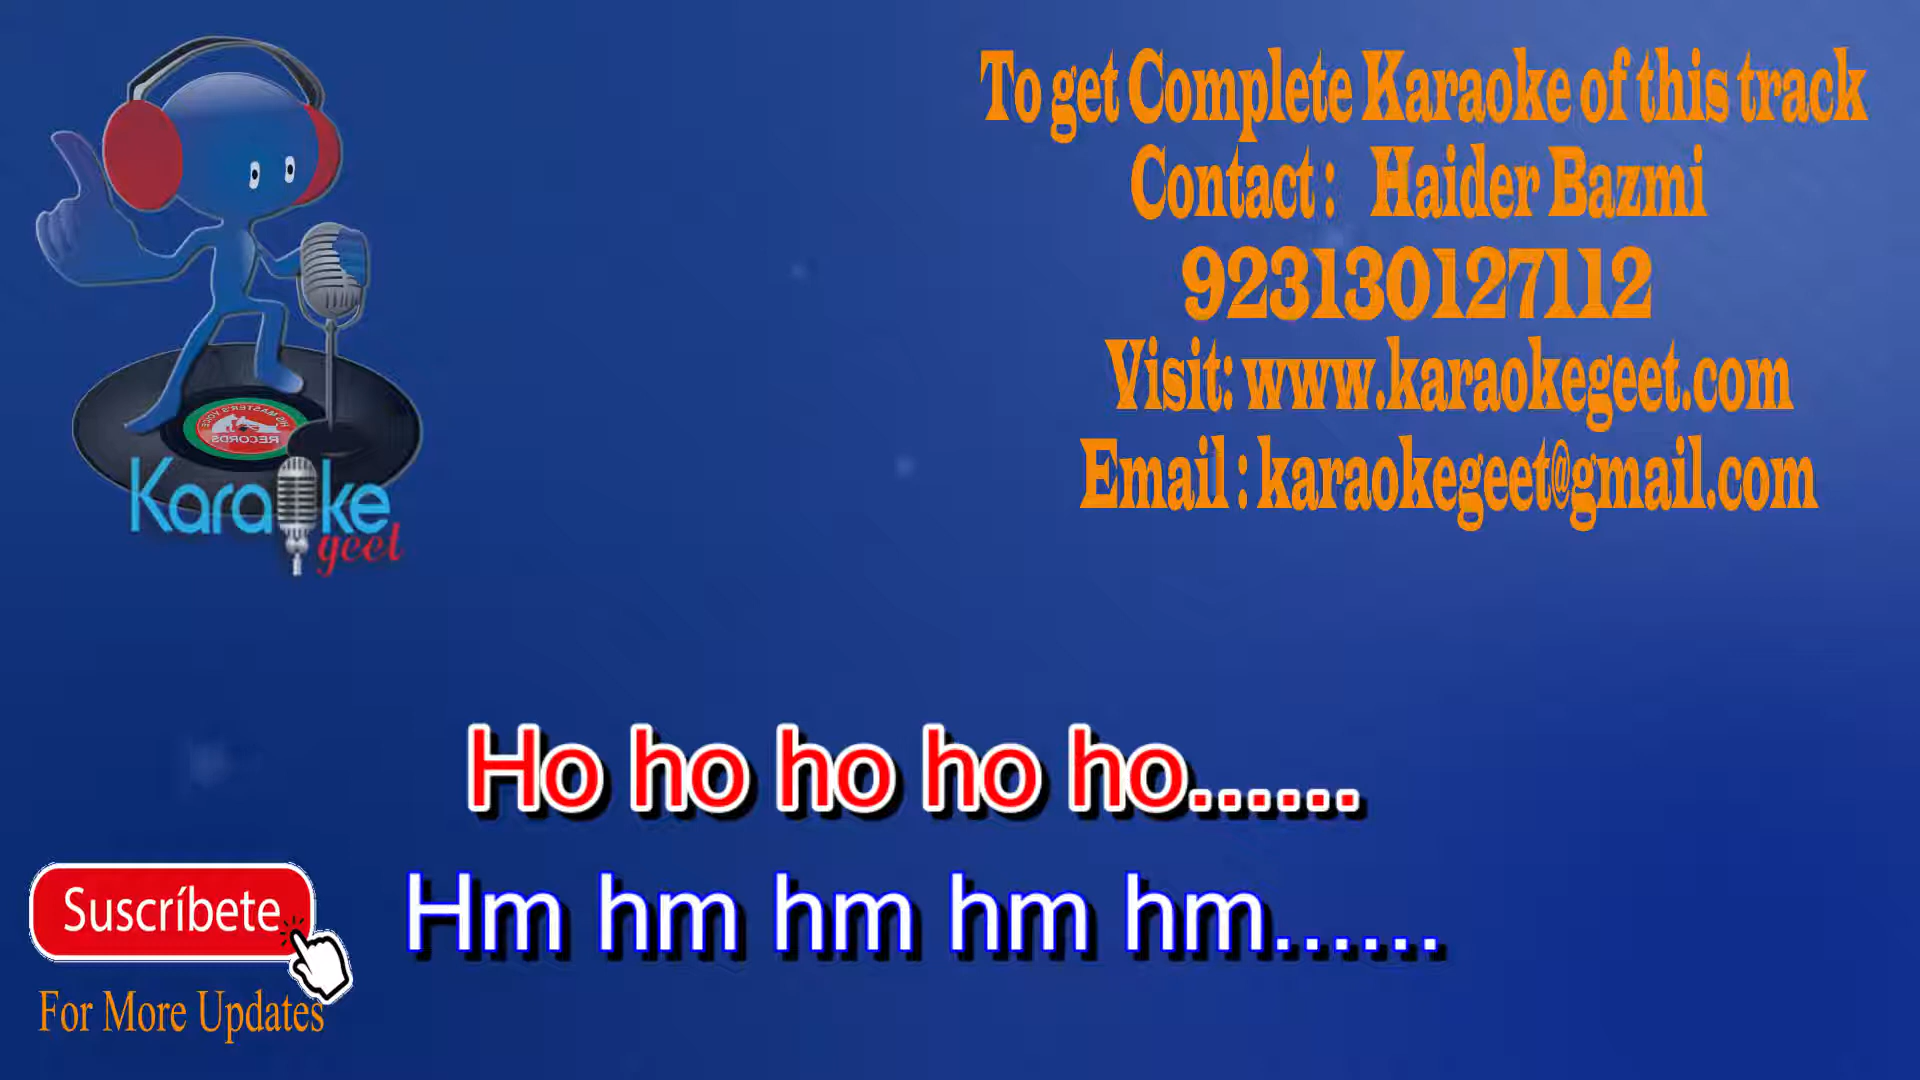 To get Complete Karaoke of this track
Contact : Haider Bazmi
923130127112
Visit: www.karaokegeet.com
Email : karaokegeet@gmail.com
RECORDS
Karaoke
geet
Ho ho ho ho ho......
Hm hm hm hm hm......
Suscríbete
For More Updates